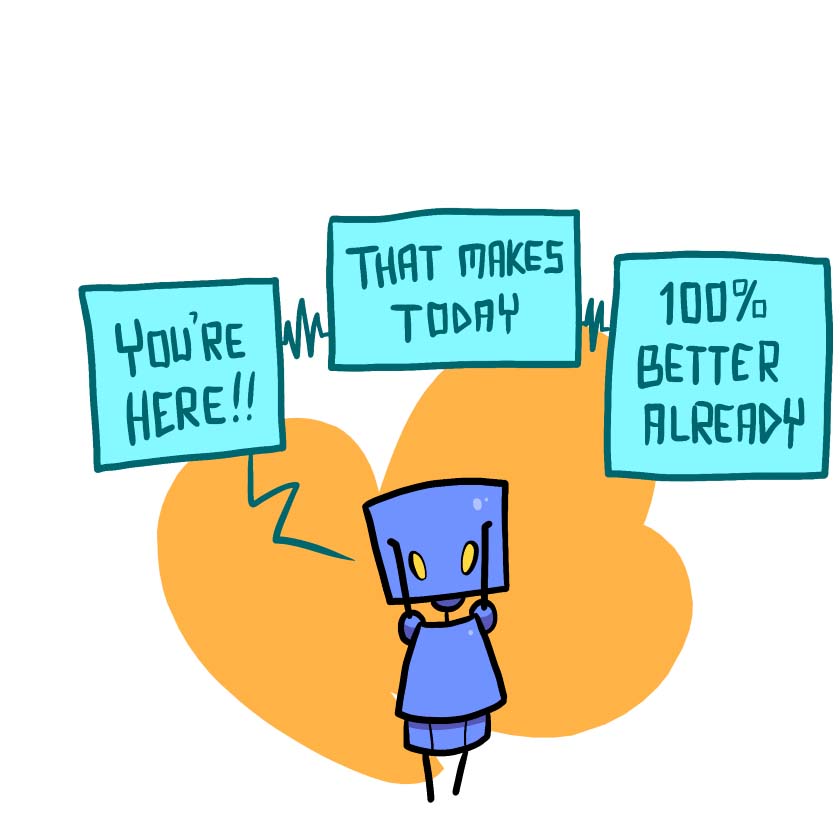 YOU'RE
HERE!!
THAT MAKES
TODAY
100%
BETTER
ALREADY